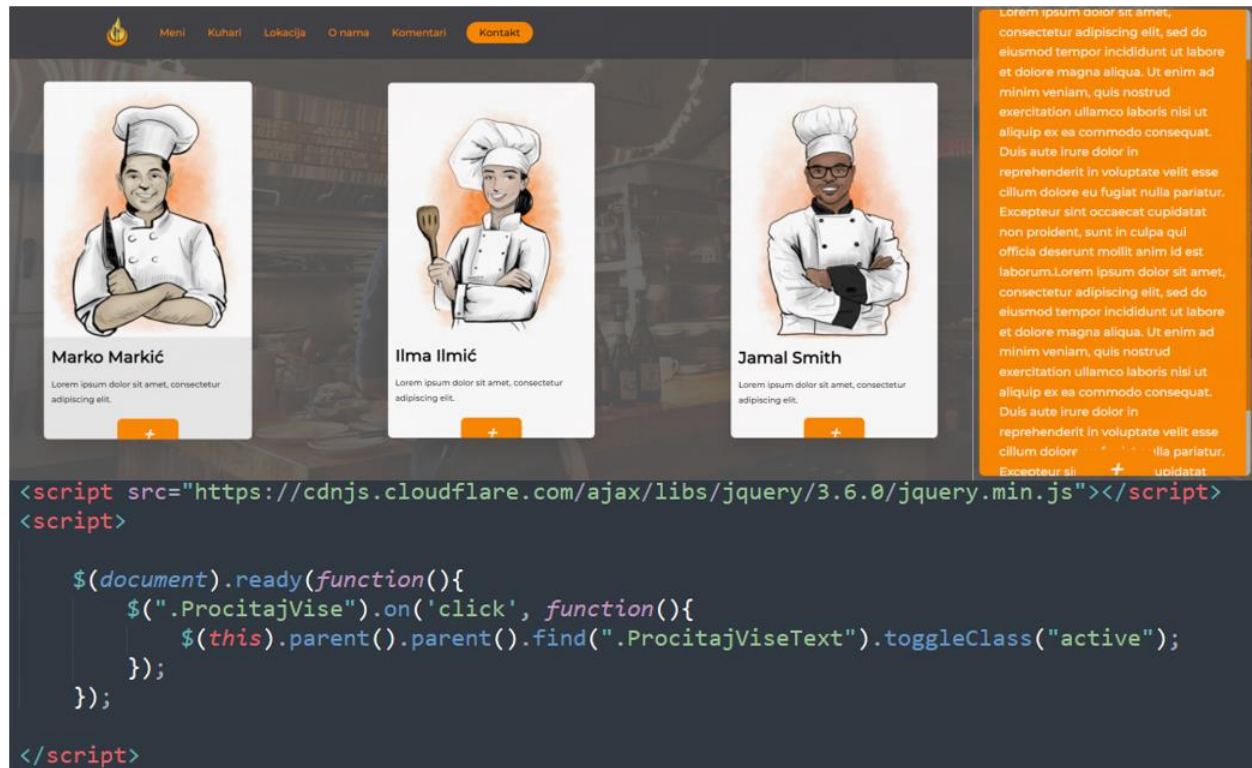 Meni Kuhari Lokacija O nama Komentari Kontakt
Marko Markić
Lorem ipsum dolor sit amet, consectetur
adipiscing elit.
+
Ilma Ilmić
Lorem ipsum dolor sit amet, consectetur
adipiscing elit.
+
Jamal Smith
Lorem ipsum dolor sit amet, consectetur
adipiscing elit.
+
Lorem ipsum dolor sit amet,
consectetur adipiscing elit, sed do
eiusmod tempor incididunt ut labore
et dolore magna aliqua. Ut enim ad
minim veniam, quis nostrud
exercitation ullamco laboris nisi ut
aliquip ex ea commodo consequat.
Duis aute irure dolor in
reprehenderit in voluptate velit esse
cillum dolore eu fugiat nulla pariatur.
Excepteur sint occaecat cupidatat
non proident, sunt in culpa qui
officia deserunt mollit anim id est
laborum.Lorem ipsum dolor sit amet,
consectetur adipiscing elit, sed do
eiusmod tempor incididunt ut labore
et dolore magna aliqua. Ut enim ad
minim veniam, quis nostrud
exercitation ullamco laboris nisi ut
aliquip ex ea commodo consequat.
Duis aute irure dolor in
reprehenderit in voluptate velit esse
cillum dolore pariatur.
Excepteur + upidatat
<script src="https://cdnjs.cloudflare.com/ajax/libs/jquery/3.6.0/jquery.min.js"></script>
<script>
$(document).ready(function(){
$(".ProcitajVise").on('click', function(){
$(this).parent().parent().find(".ProcitajViseText").toggleClass("active");
});
});
</script>